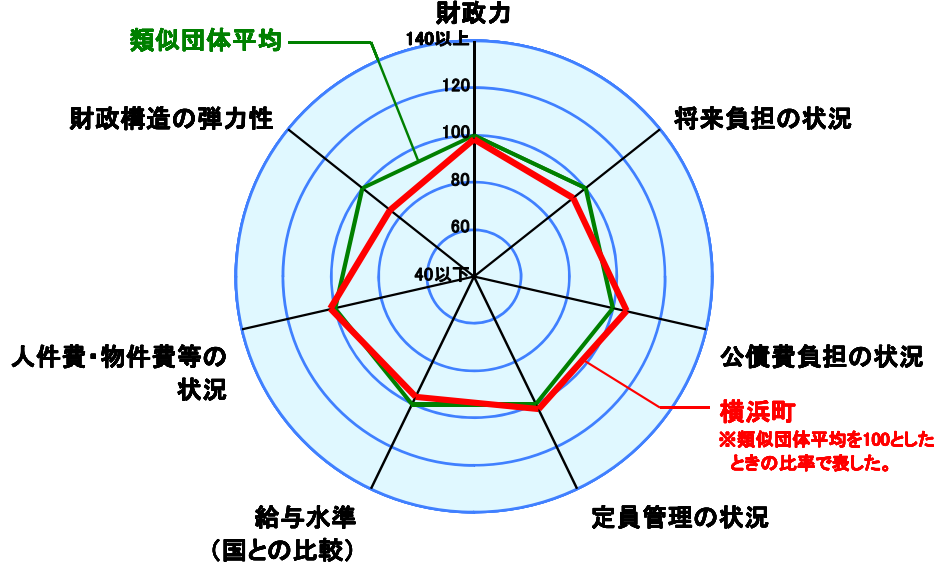 財政力
類似団体平均
140以上
120
100
80
60
40以下
財政構造の弾力性
将来負担の状況
人件費・物件費等の
状況
公債費負担の状況
横浜町
※類似団体平均を100とした
ときの比率で表した。
給与水準
（国との比較）
定員管理の状況